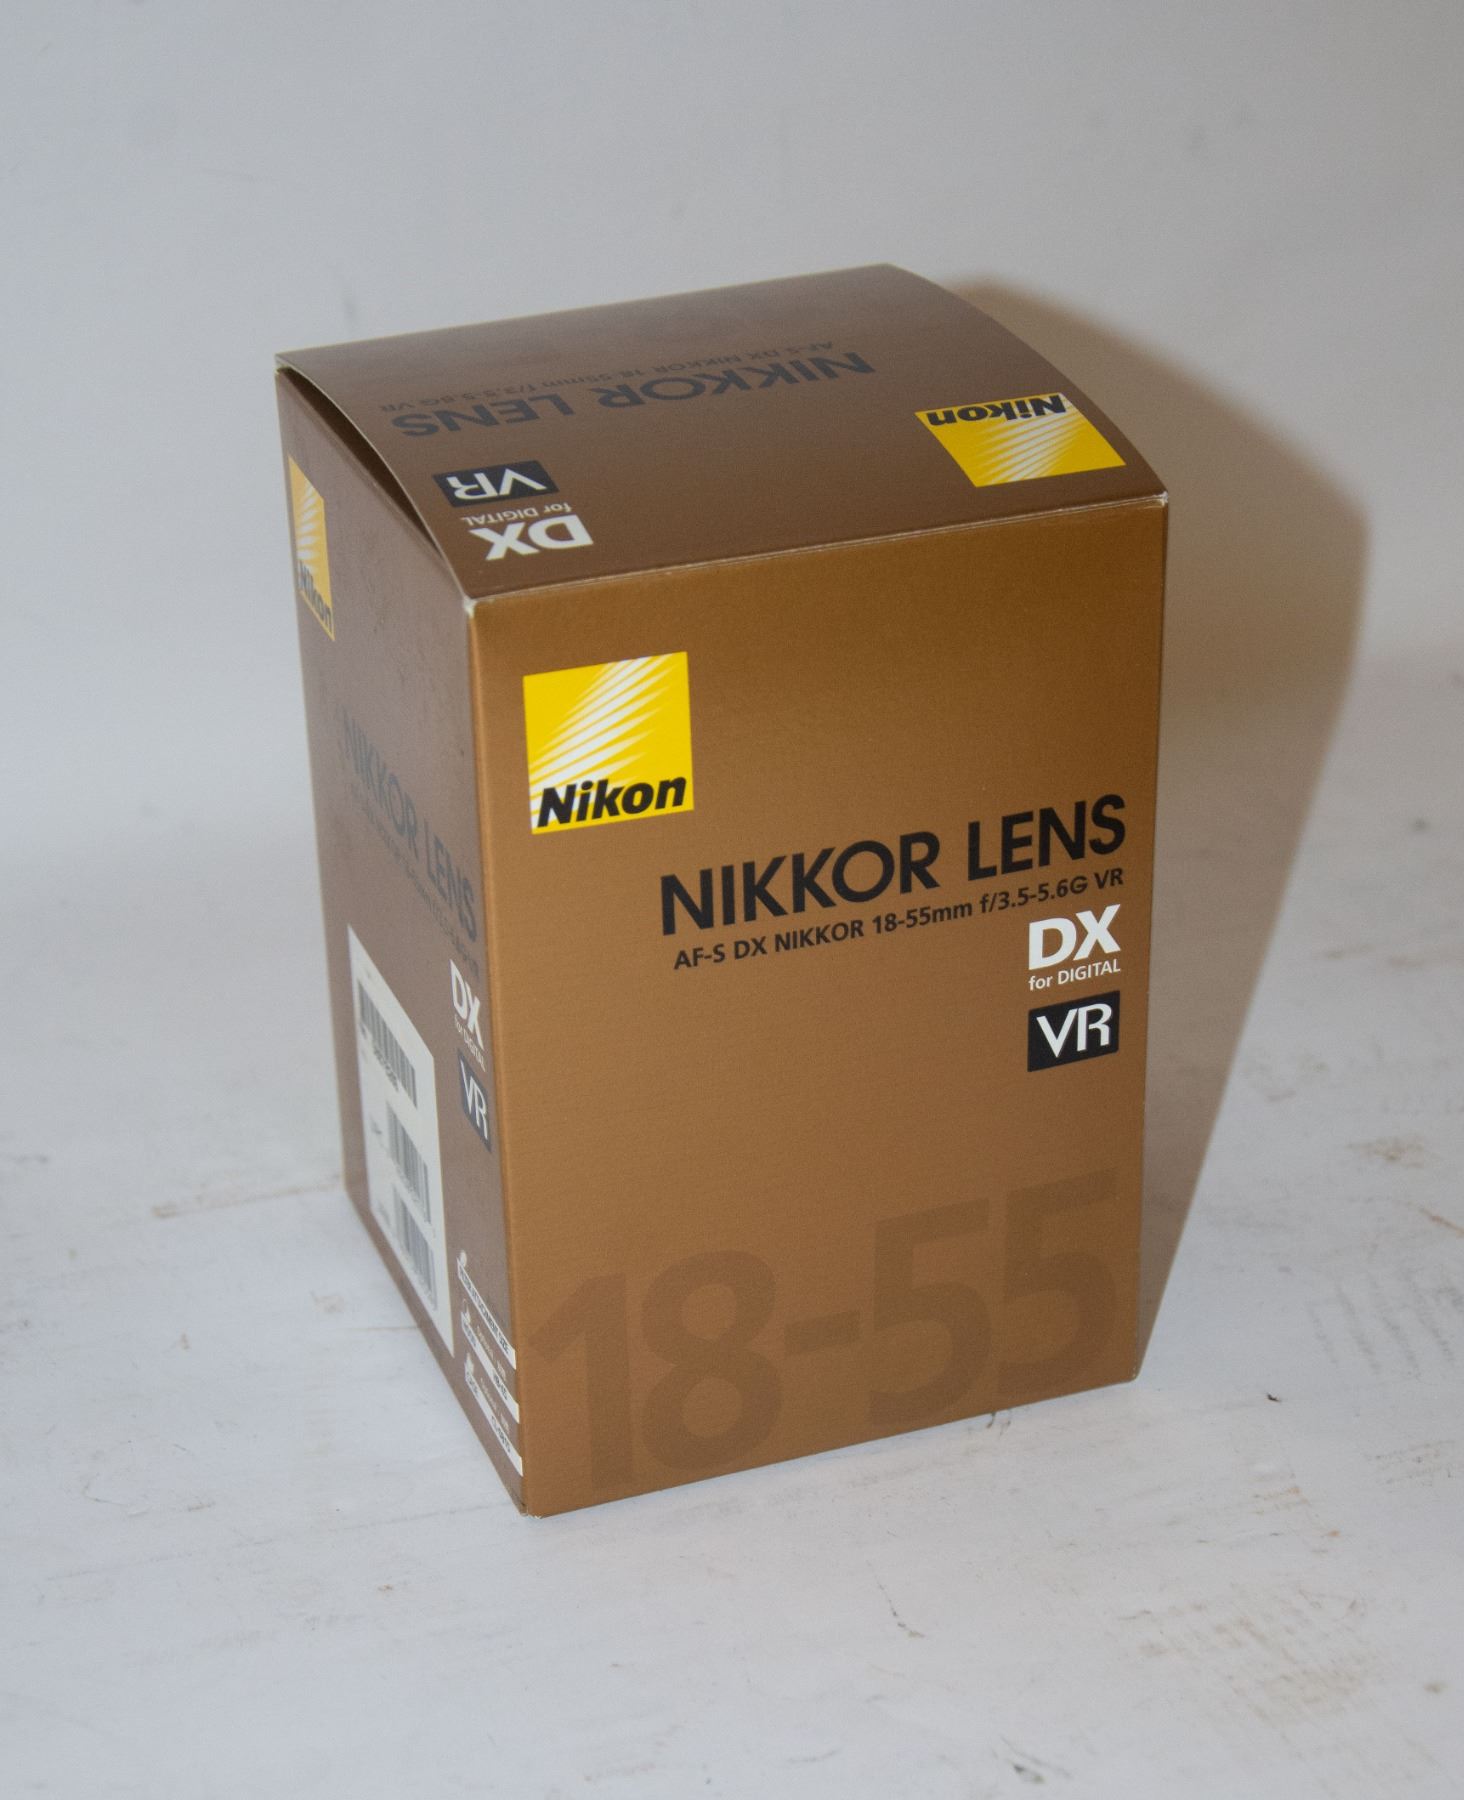 NIKKOR LENS
AF-S DX NIKKOR 18-55mm f/3.5-5.6G VR
Nikon
VR
DX
for DIGITAL
Nikon
NIKKOR LENS
AF-S DX NIKKOR 18-55mm f/3.5-5.6G VR
DX
for DIGITAL
VR
18-55
Nikon
NIKKOR LENS
DX
for DIGITAL
VR